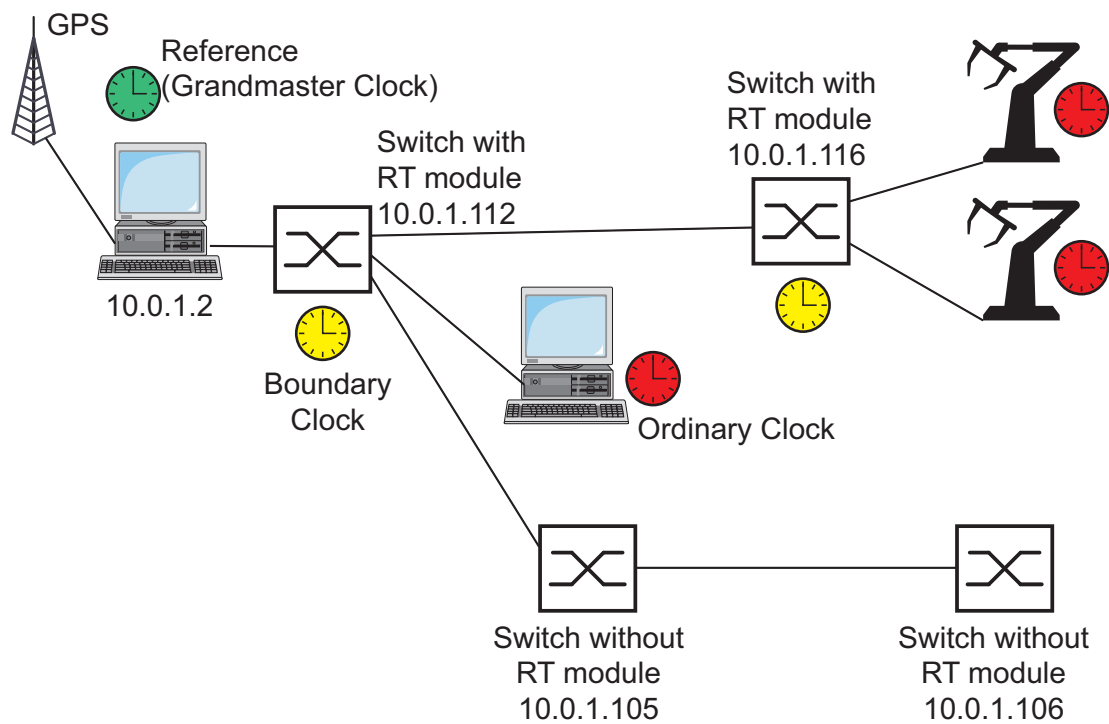 GPS
Reference
(Grandmaster Clock)
Switch with
RT module
10.0.1.112
Switch with
RT module
10.0.1.116
10.0.1.2
Boundary
Clock
Ordinary Clock
Switch without
RT module
10.0.1.105
Switch without
RT module
10.0.1.106